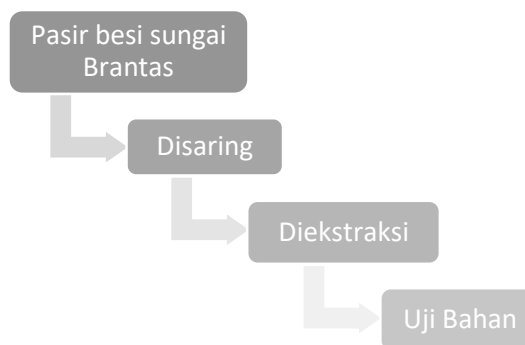 Pasir besi sungai
Brantas
Disaring
Diekstraksi
Uji Bahan